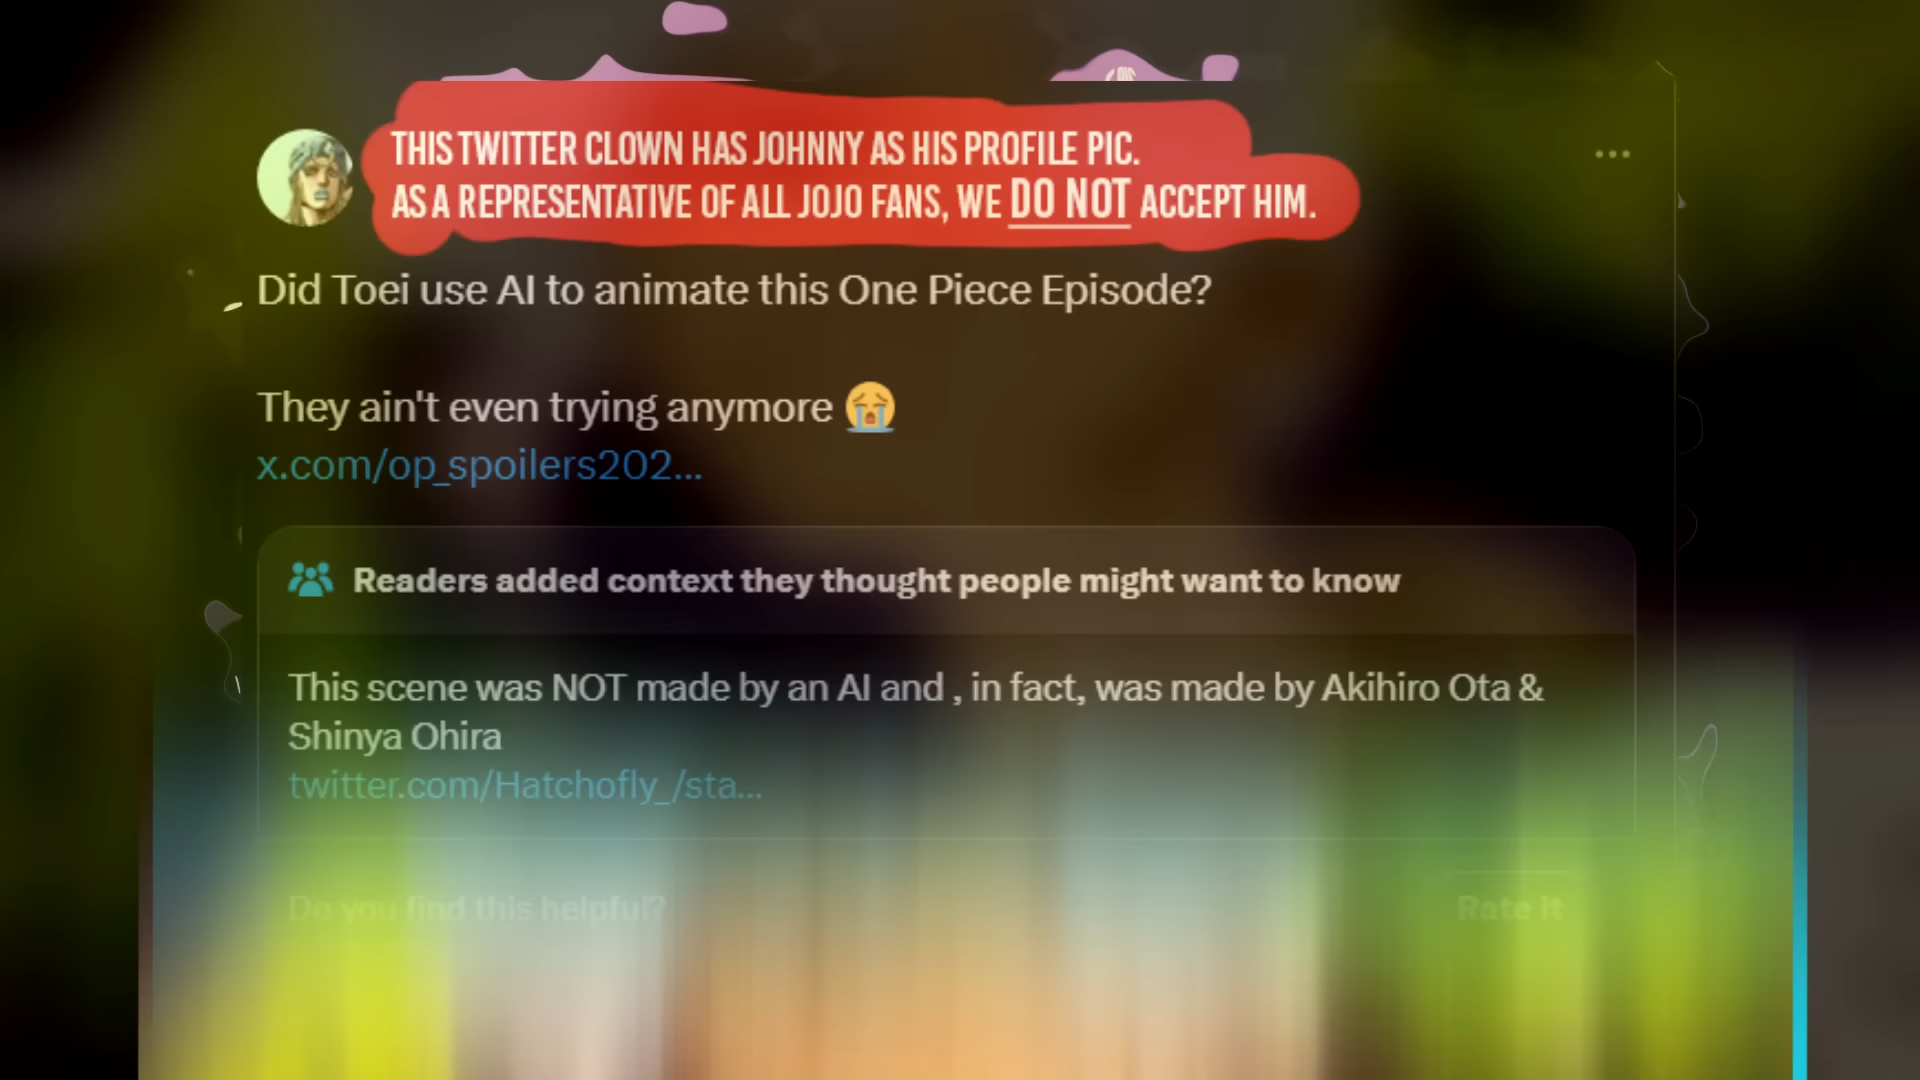 THIS TWITTER CLOWN HAS JOHNNY AS HIS PROFILE PIC.
AS A REPRESENTATIVE OF ALL JOJO FANS, WE DO NOT ACCEPT HIM.
Did Toei use AI to animate this One Piece Episode?
They ain't even trying anymore 😭
x.com/op_spoilers202...
Readers added context they thought people might want to know
This scene was NOT made by an AI and , in fact, was made by Akihiro Ota &
Shinya Ohira
twitter.com/Hatchofly_/sta...
Do you find this helpful?
Rate it